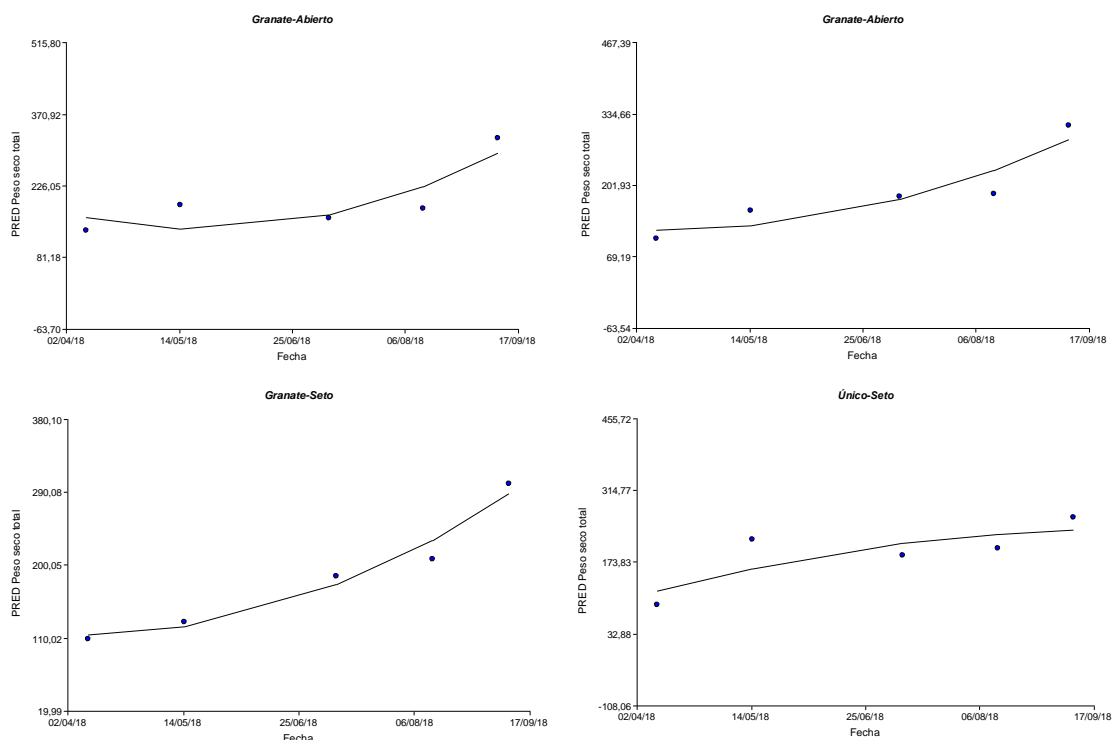 Granate-Abierto
515,80
370,92
226,05
81,18
-63,70
PRED Peso seco total
02/04/18 14/05/18 25/06/18 06/08/18 17/09/18
Fecha
Granate-Abierto
467,39
334,66
201,93
69,19
-63,54
PRED Peso seco total
02/04/18 14/05/18 25/06/18 06/08/18 17/09/18
Fecha
Granate-Seto
380,10
290,08
200,05
110,02
19,99
PRED Peso seco total
02/04/18 14/05/18 25/06/18 06/08/18 17/09/18
Fecha
Único-Seto
455,72
314,77
173,83
32,88
-108,06
PRED Peso seco total
02/04/18 14/05/18 25/06/18 06/08/18 17/09/18
Fecha